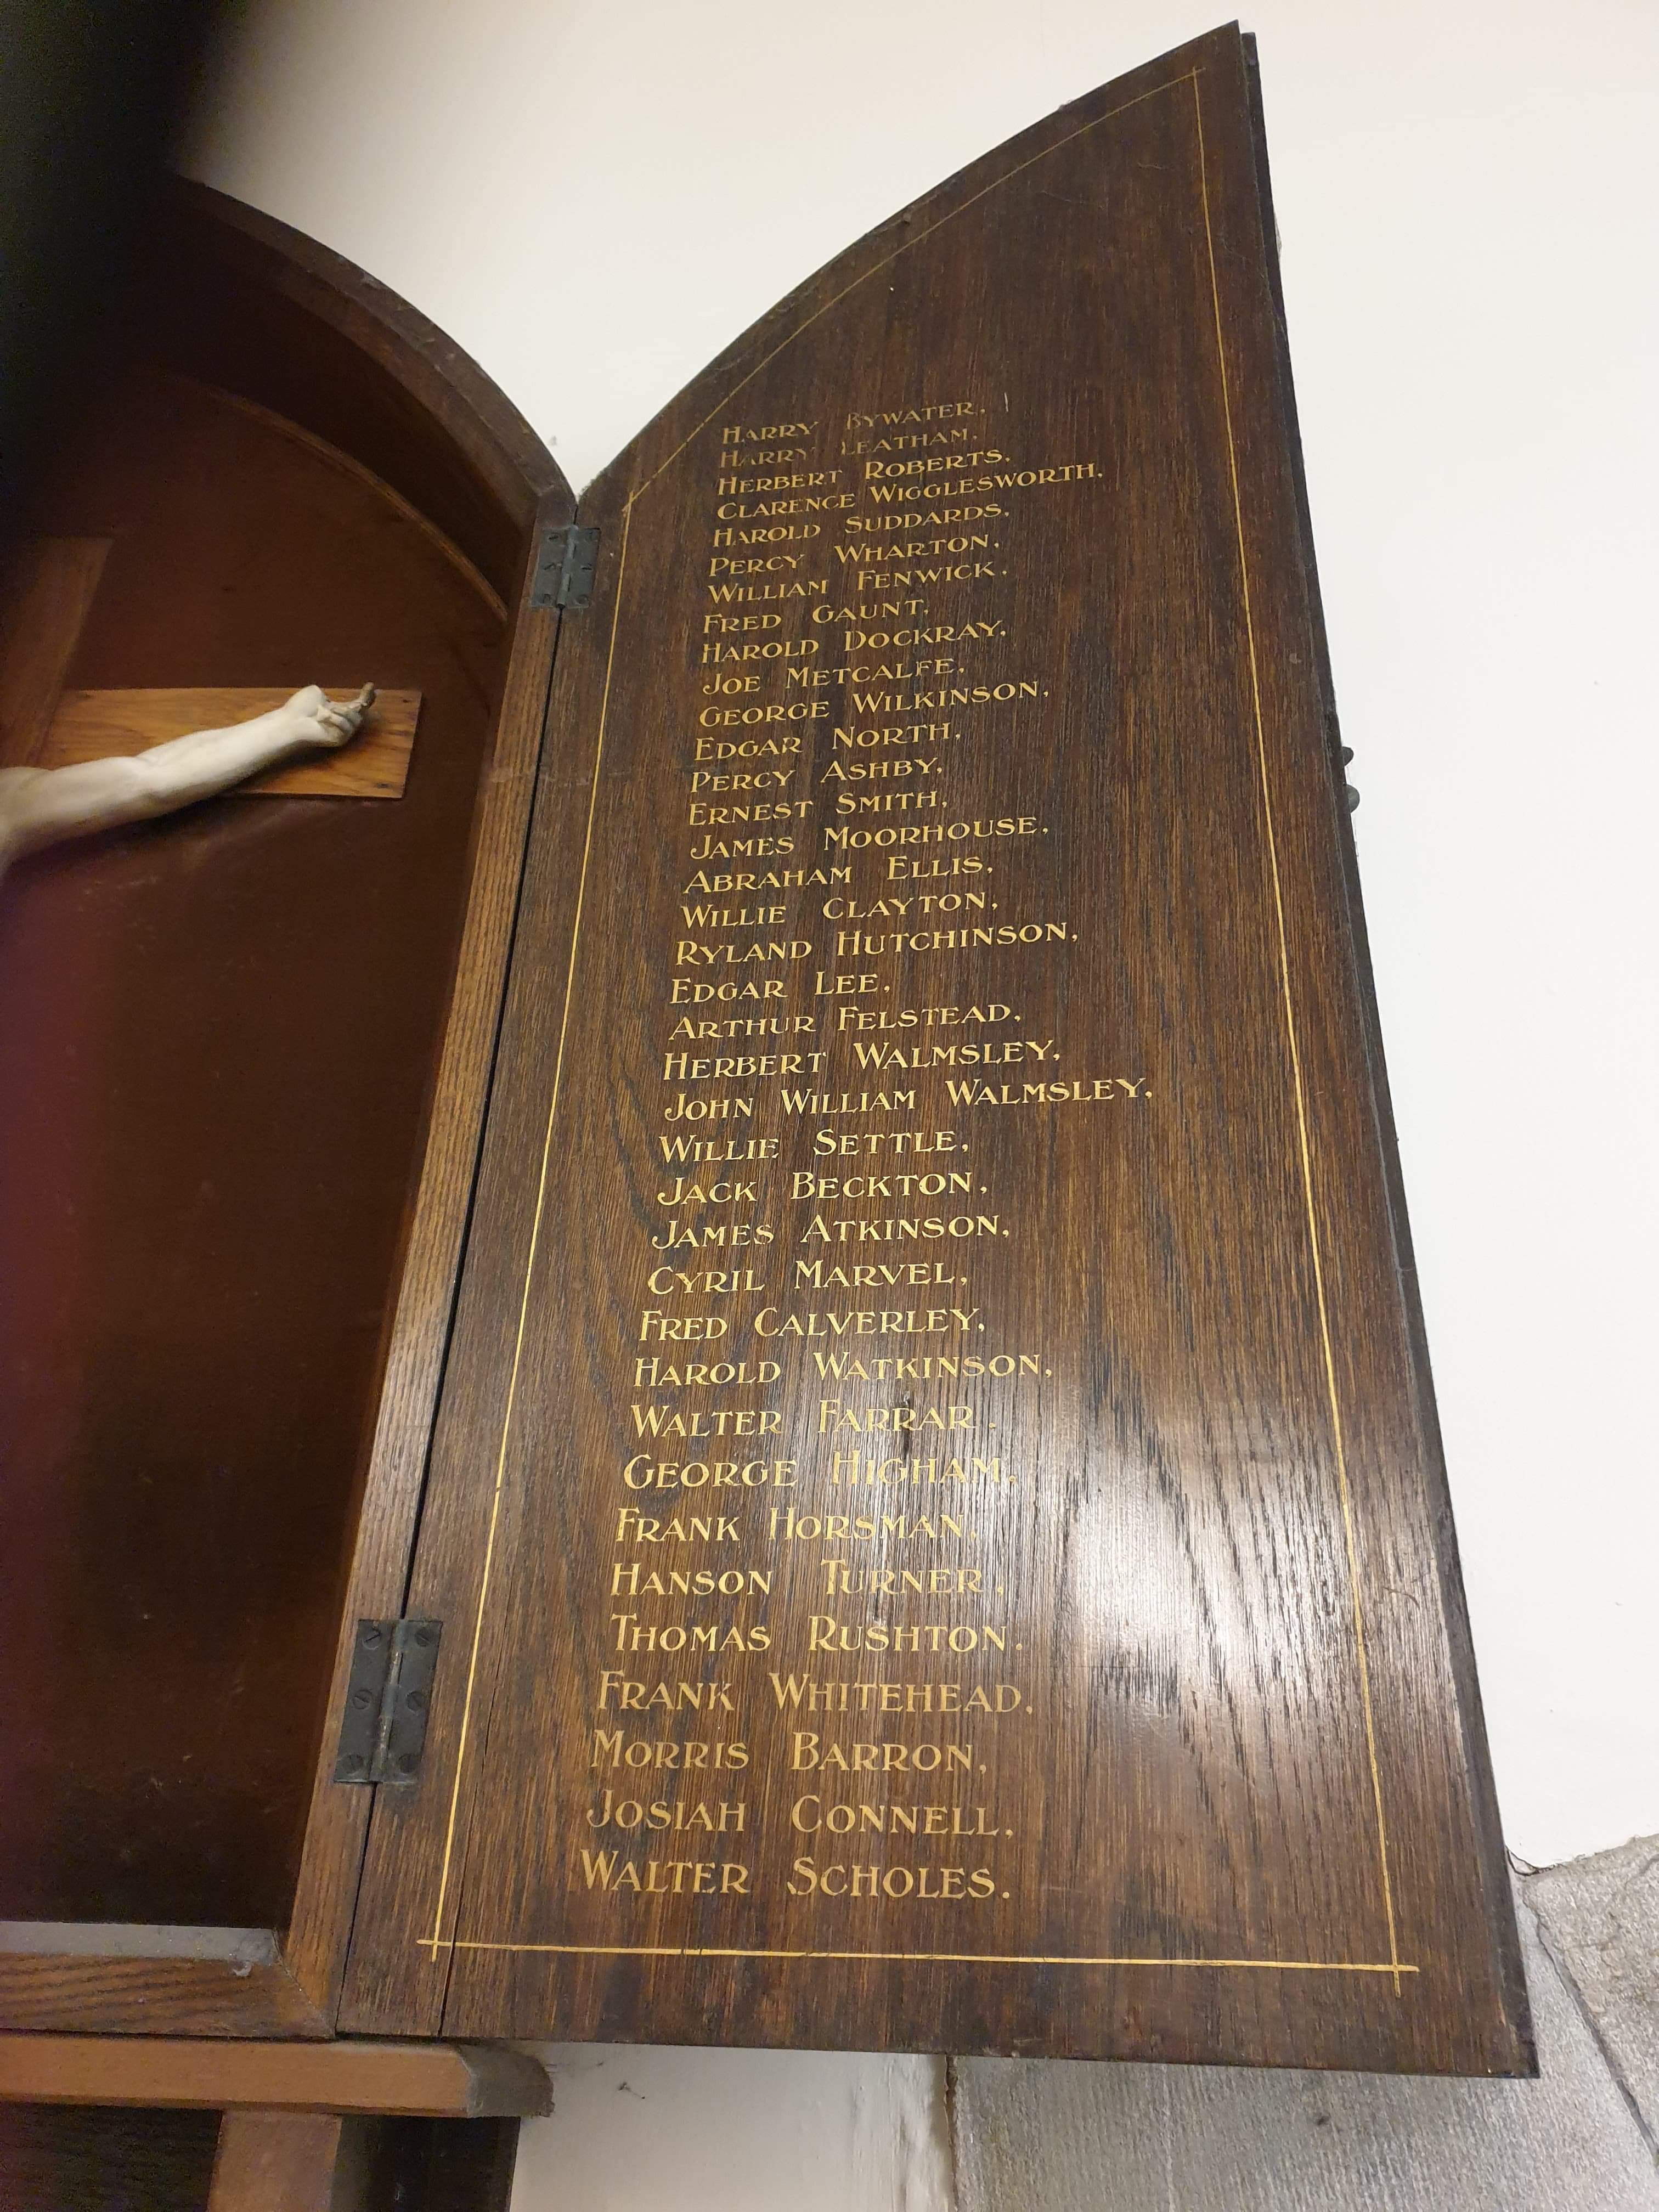 HARRY BYWATER,
HARRY LEATHAM,
HERBERT ROBERTS,
CLARENCE WIGGLESWORTH,
HAROLD SUDDARDS,
PERCY WHARTON,
WILLIAM FENWICK,
FRED GAUNT,
HAROLD DOCKRAY,
JOE METCALFE,
GEORGE WILKINSON,
EDGAR NORTH,
PERCY ASHBY,
ERNEST SMITH,
JAMES MOORHOUSE,
ABRAHAM ELLIS,
WILLIE CLAYTON,
RYLAND HUTCHINSON,
EDGAR LEE,
ARTHUR FELSTEAD,
HERBERT WALMSLEY,
JOHN WILLIAM WALMSLEY,
WILLIE SETTLE,
JACK BECKTON,
JAMES ATKINSON,
CYRIL MARVEL,
FRED CALVERLEY,
HAROLD WATKINSON,
WALTER FARRAR,
GEORGE HIGHAM,
FRANK HORSMAN,
HANSON TURNER,
THOMAS RUSHTON,
FRANK WHITEHEAD,
MORRIS BARRON,
JOSIAH CONNELL,
WALTER SCHOLES.